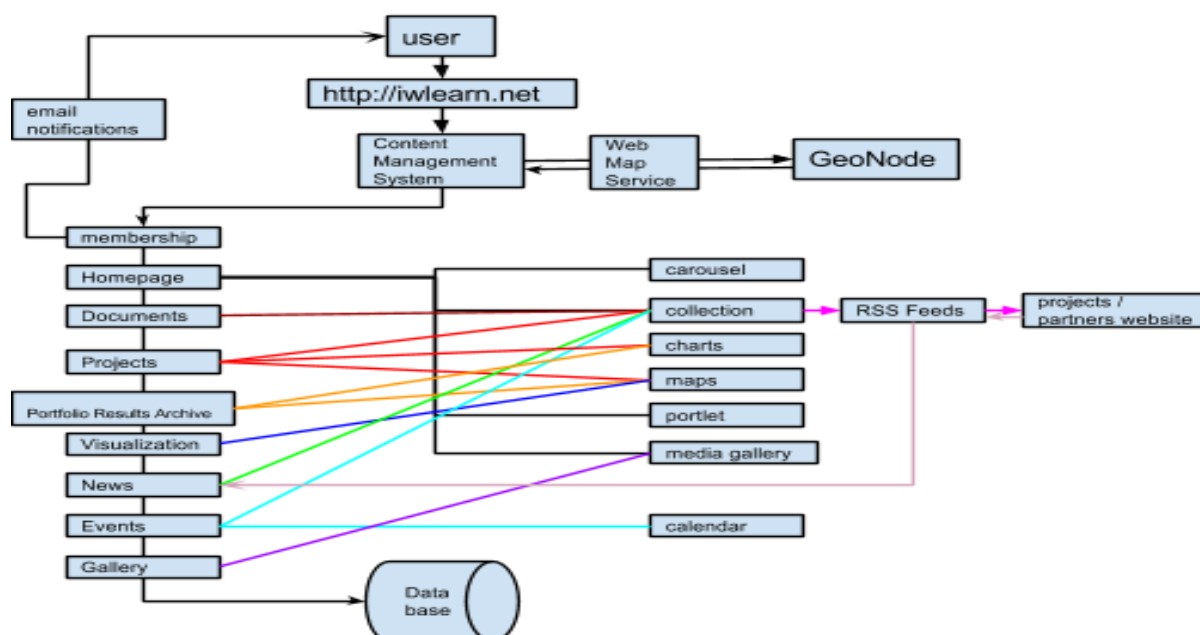 user
http://iwlearn.net
email
notifications
Content
Management
System
Web
Map
Service
GeoNode
membership
Homepage
carousel
Documents
collection
RSS Feeds
projects /
partners website
Projects
charts
maps
Portfolio Results Archive
portlet
Visualization
media gallery
News
Events
calendar
Gallery
Data
base